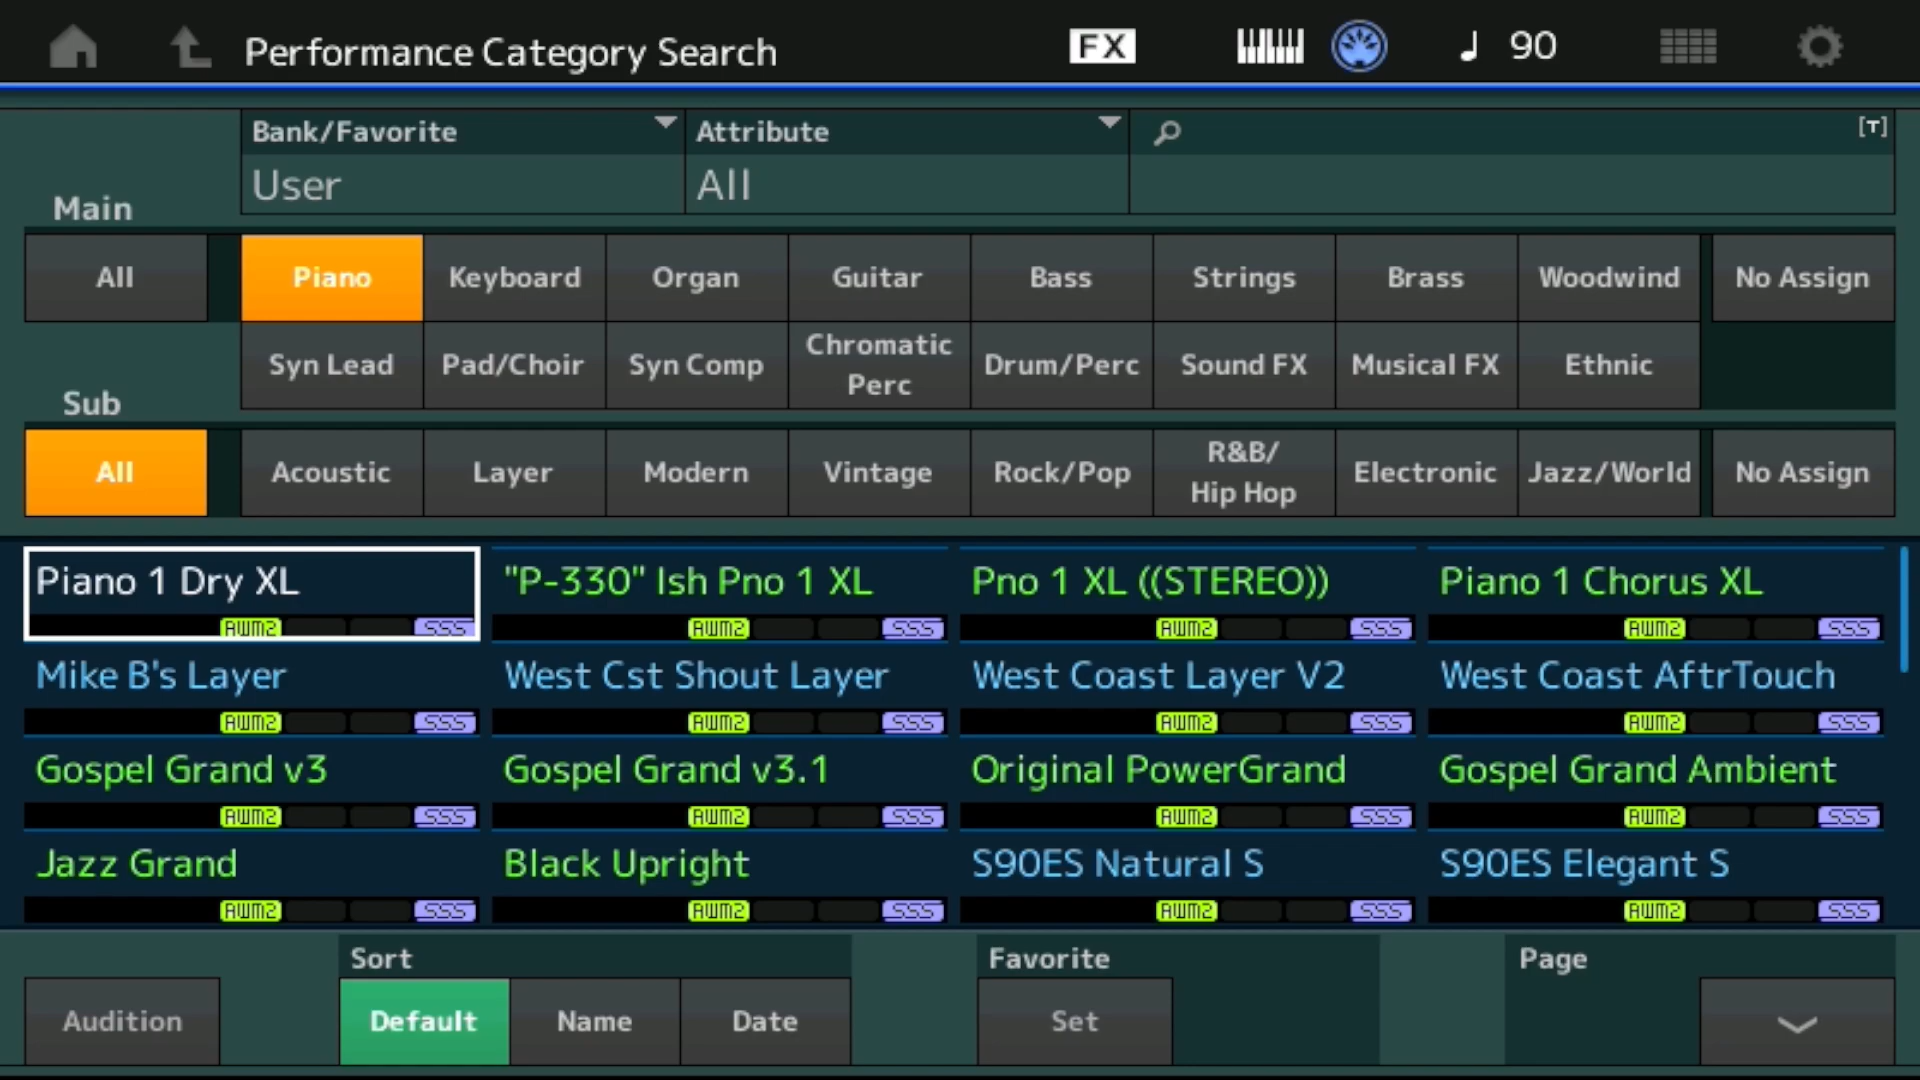 Performance Category Search
FX
90
Bank/Favorite
Attribute
[T]
User
All
Main
All
Piano
Keyboard
Organ
Guitar
Bass
Strings
Brass
Woodwind
No Assign
Syn Lead
Pad/Choir
Syn Comp
Chromatic
Perc
Drum/Perc
Sound FX
Musical FX
Ethnic
Sub
All
Acoustic
Layer
Modern
Vintage
Rock/Pop
R&B/
Hip Hop
Electronic
Jazz/World
No Assign
Piano 1 Dry XL
"P-330" Ish Pno 1 XL
Pno 1 XL ((STEREO))
Piano 1 Chorus XL
AWM2 SSS
AWM2 SSS
AWM2 SSS
AWM2 SSS
Mike B's Layer
West Cst Shout Layer
West Coast Layer V2
West Coast AftrTouch
AWM2 SSS
AWM2 SSS
AWM2 SSS
AWM2 SSS
Gospel Grand v3
Gospel Grand v3.1
Original PowerGrand
Gospel Grand Ambient
AWM2 SSS
AWM2 SSS
AWM2 SSS
AWM2 SSS
Jazz Grand
Black Upright
S90ES Natural S
S90ES Elegant S
AWM2 SSS
AWM2 SSS
AWM2 SSS
AWM2 SSS
Sort
Favorite
Page
Audition
Default
Name
Date
Set